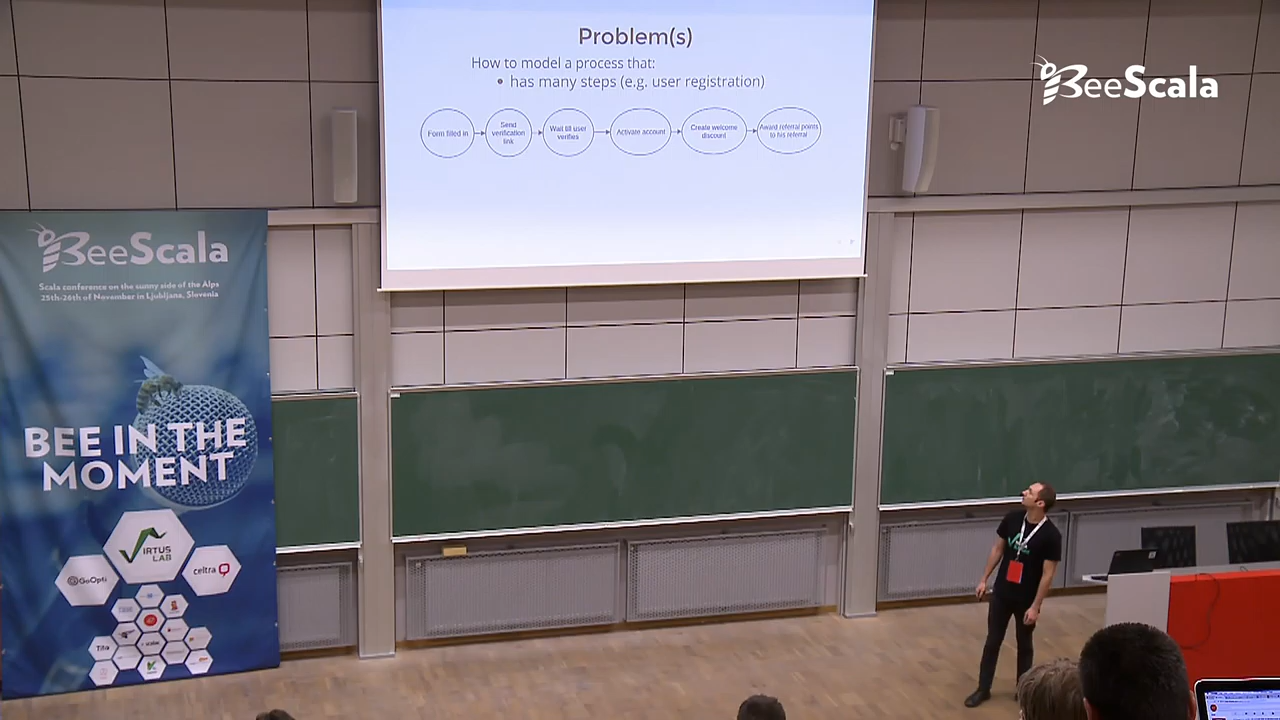 Problem(s)
How to model a process that:
• has many steps (e.g. user registration)
Form filled in
Send
verification
link
Wait till user
verifies
Activate account
Create welcome
discount
Award referral points
to his referral
BeeScala
BeeScala
Scala conference on the sunny side of the Alps
25th-26th of November in Ljubljana, Slovenia
BEE IN THE
MOMENT
VIRTUS
LAB
GoOpti
celtra